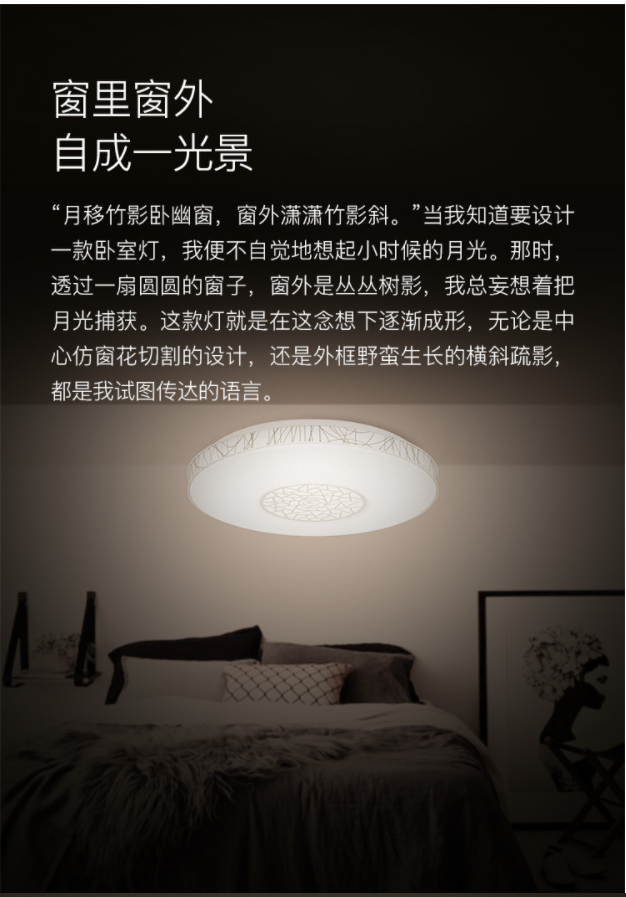 窗里窗外
自成一光景
“月移竹影卧幽窗，窗外潇潇竹影斜。”当我知道要设计
一款卧室灯，我便不自觉地想起小时候的月光。那时，
透过一扇圆圆的窗子，窗外是丛丛树影，我总妄想着把
月光捕获。这款灯就是在这念想下逐渐成形，无论是中
心仿窗花切割的设计，还是外框野蛮生长的横斜疏影，
都是我试图传达的语言。